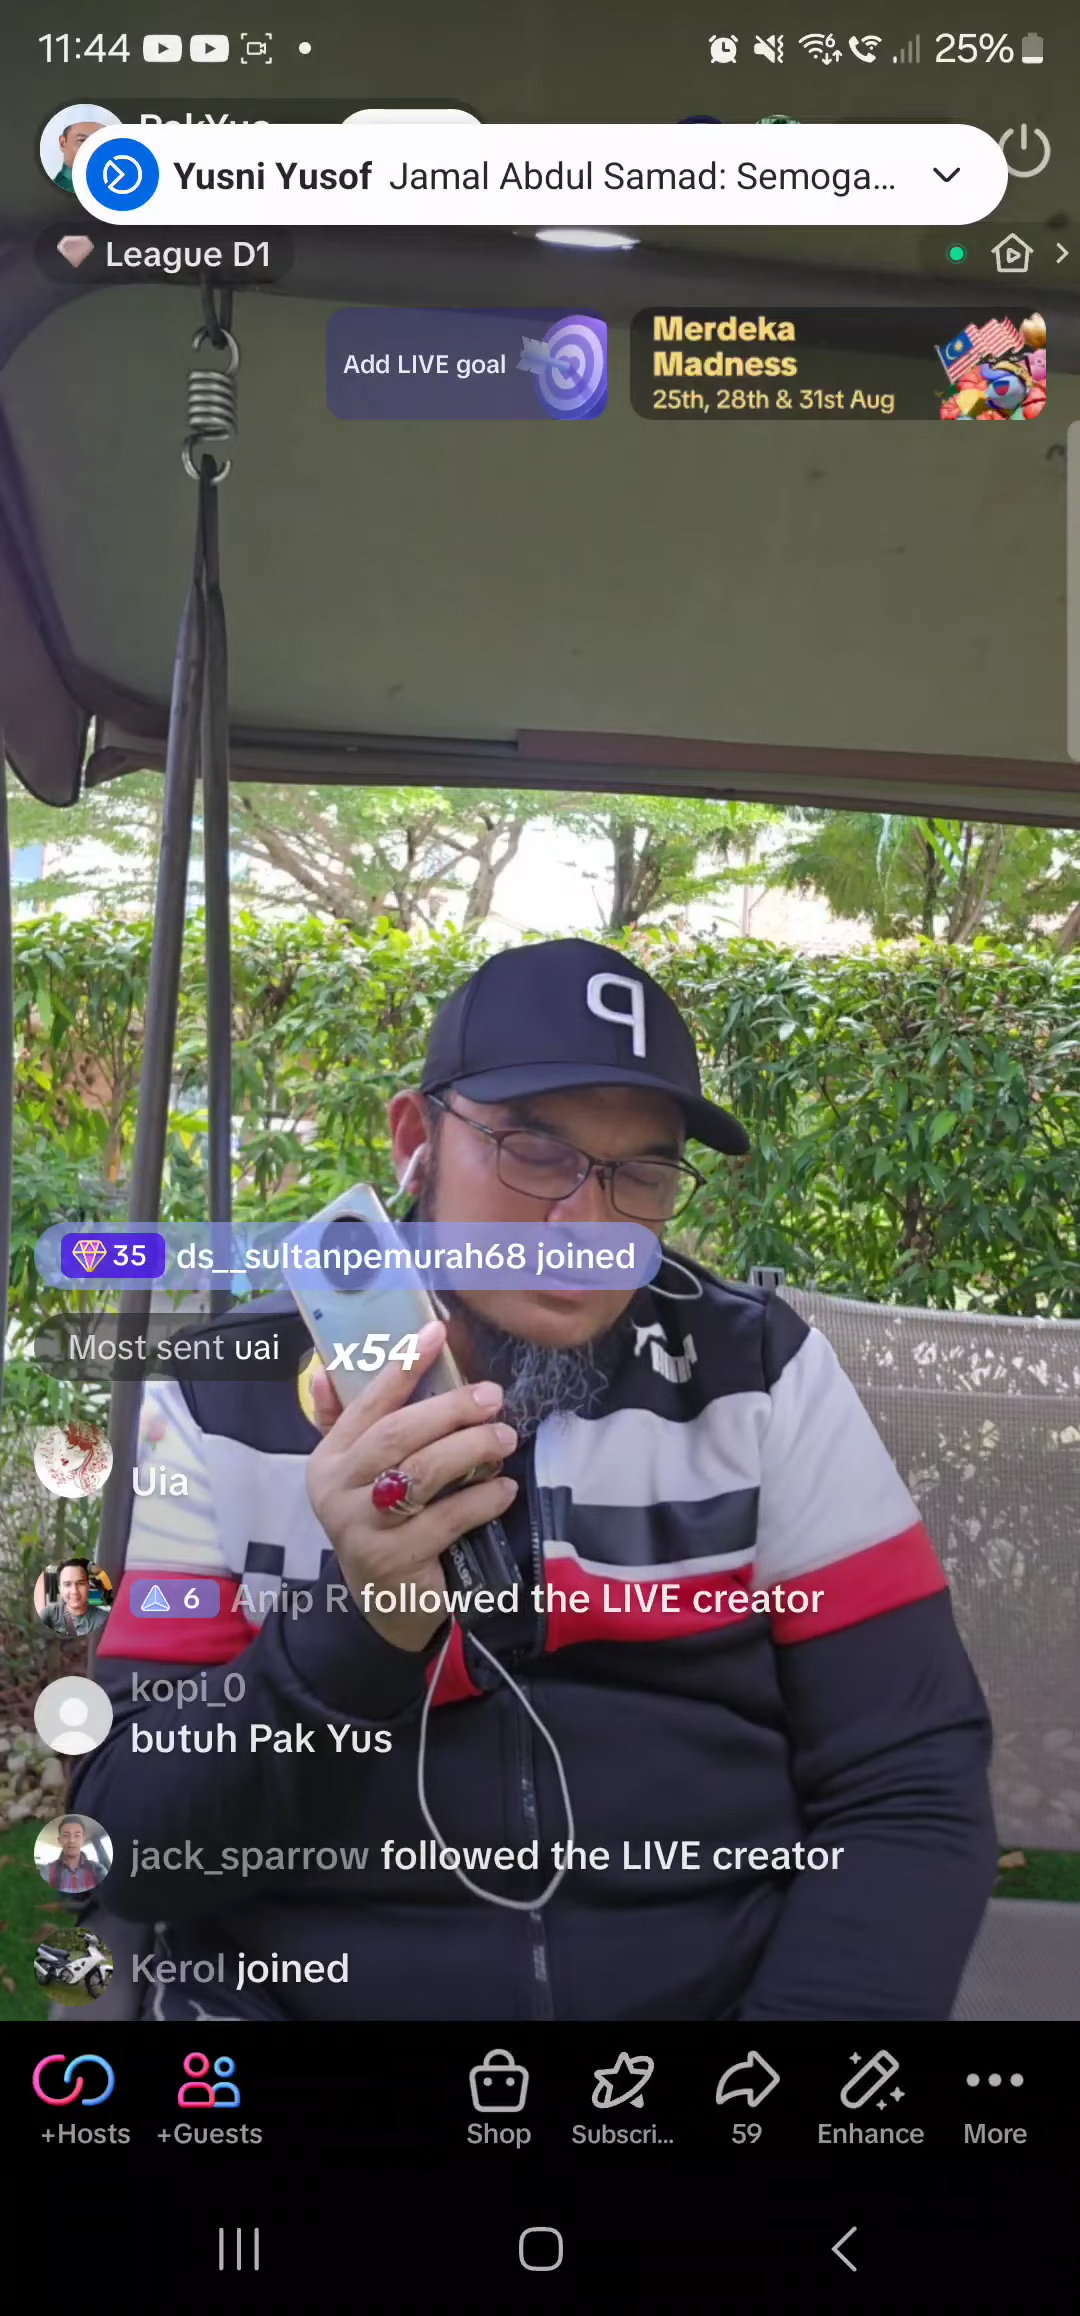 11:44
25%
Yusni Yusof Jamal Abdul Samad: Semoga...
League D1
Add LIVE goal
Merdeka
Madness
25th, 28th & 31st Aug
35 ds__sultanpemurah68 joined
Most sent uai x54
Uia
6 Anip R followed the LIVE creator
kopi_0
butuh Pak Yus
jack_sparrow followed the LIVE creator
Kerol joined
+Hosts
+Guests
Shop
Subscri...
59
Enhance
More